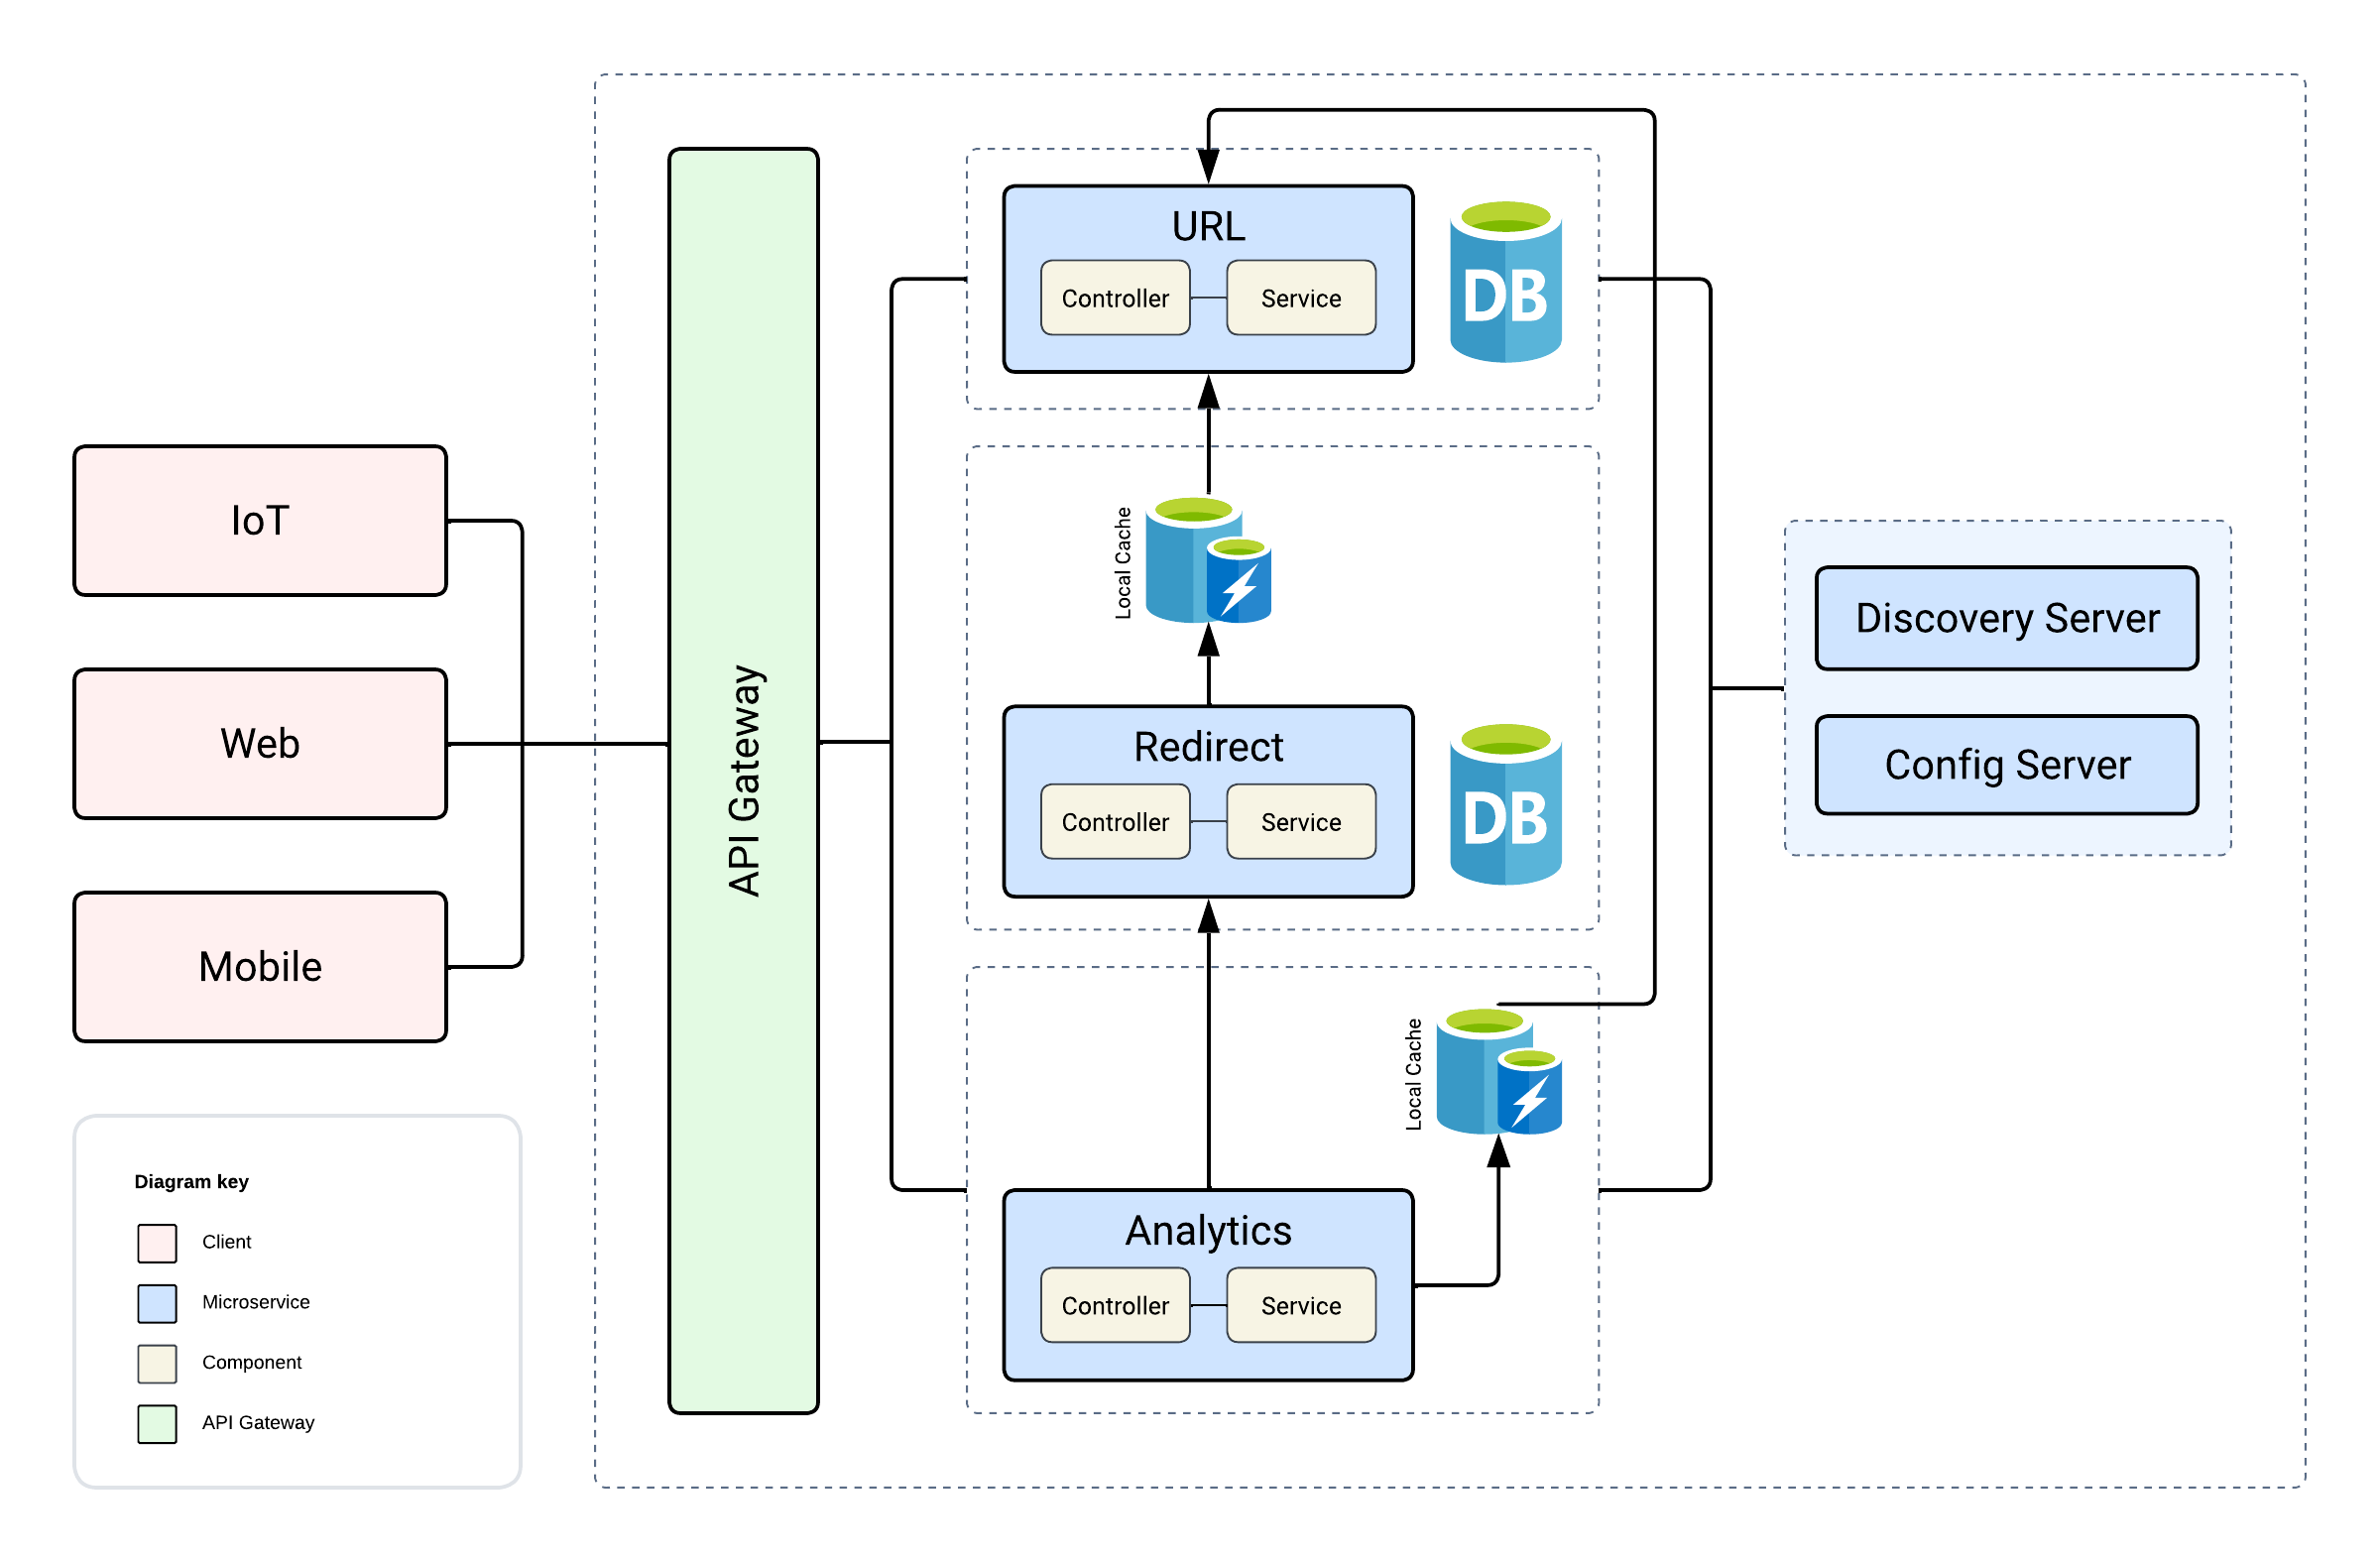 IoT
Web
Mobile
Diagram key
Client
Microservice
Component
API Gateway
API Gateway
URL
Controller
Service
DB
Local Cache
Redirect
Controller
Service
DB
Local Cache
Analytics
Controller
Service
Discovery Server
Config Server